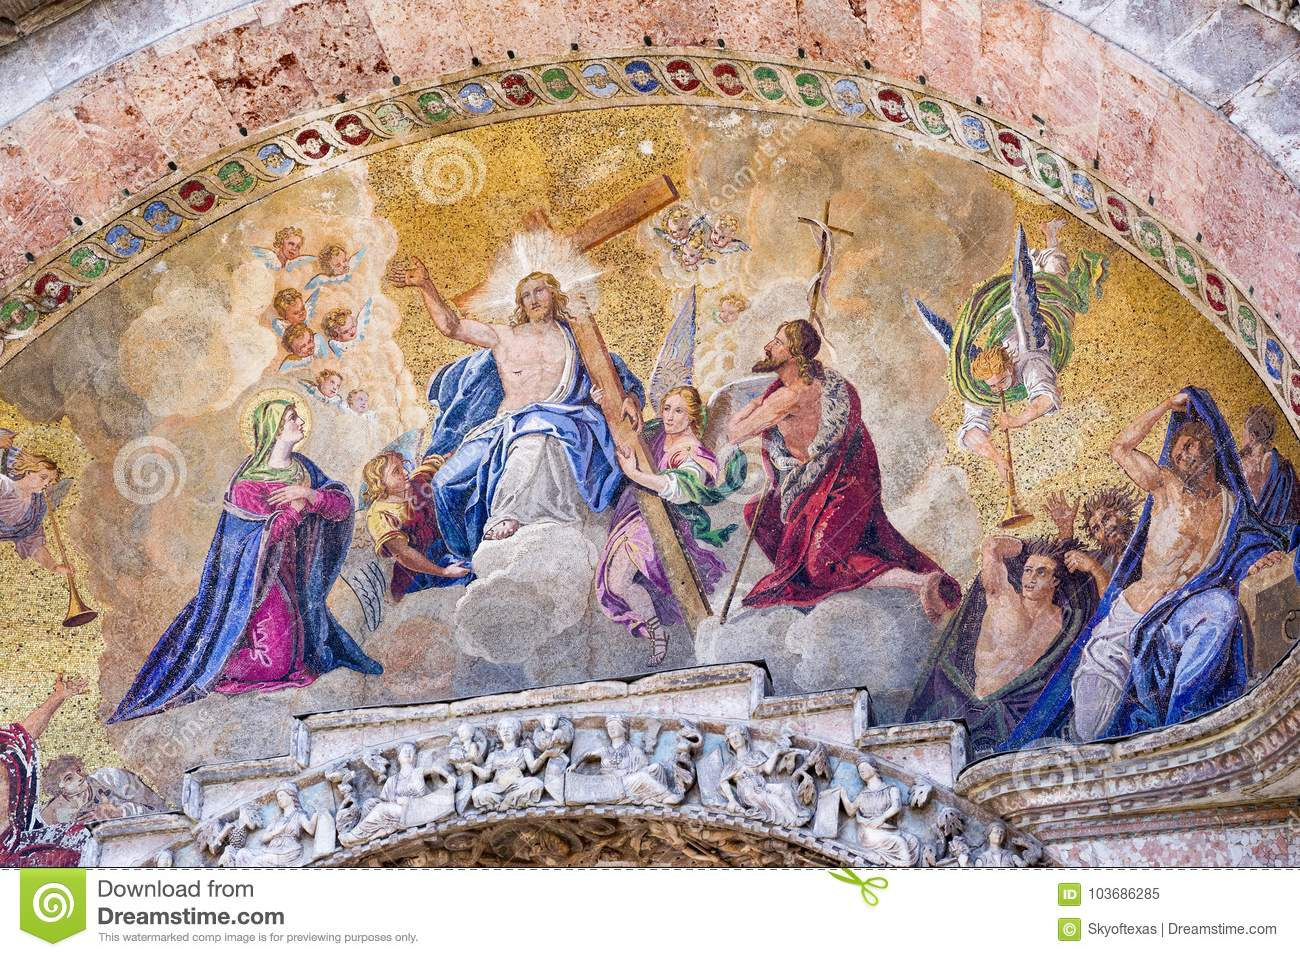 Download from
Dreamstime.com
This watermarked comp image is for previewing purposes only.
ID 103686285
© Skyoftexas | Dreamstime.com